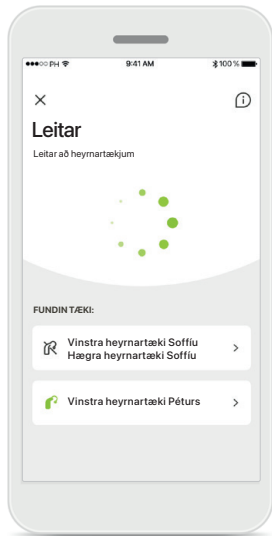 ●●●○○ PH 9:41 AM 100 %
Leitar
Leitar að heyrnartækjum
FUNDIN TÆKI:
Vinstra heyrnartæki Soffíu
Hægra heyrnartæki Soffíu
Vinstra heyrnartæki Péturs